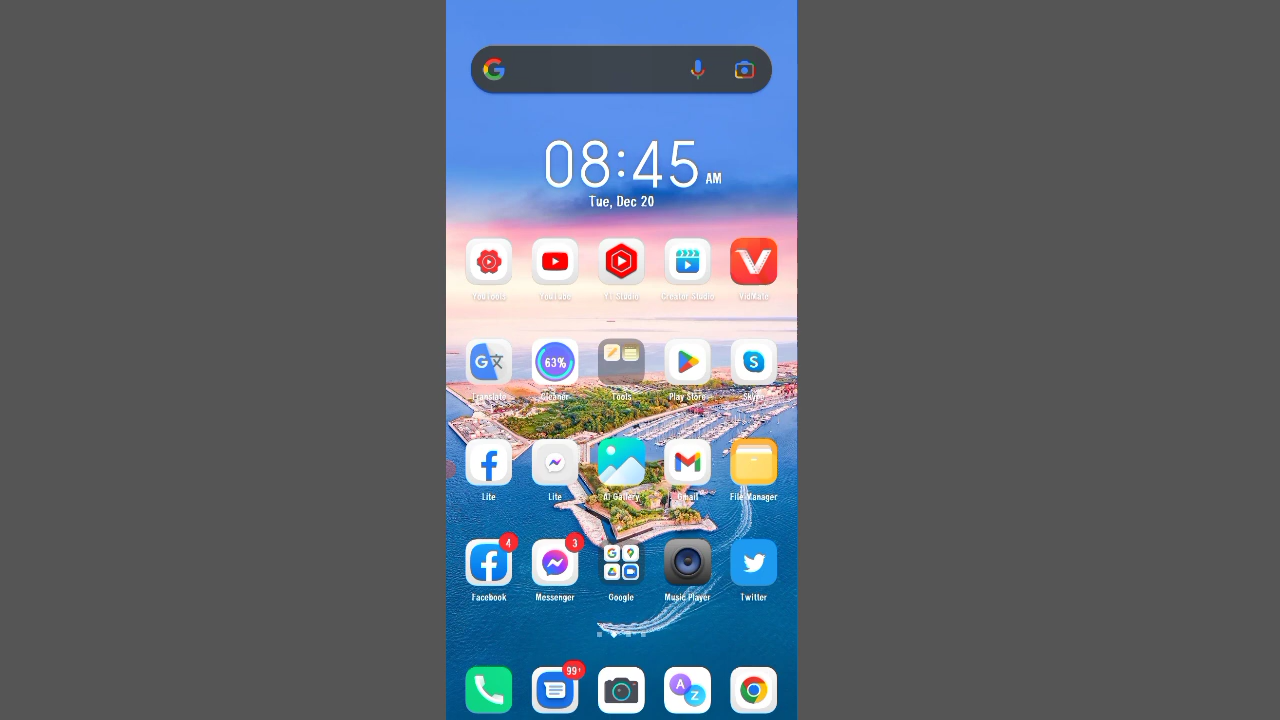 08:45 AM
Tue, Dec 20
YouTools YouTube YT Studio Creator Studio VidMate
63%
Translate Cleaner Tools Play Store Skype
Lite Lite AI Gallery Gmail File Manager
4 3
Facebook Messenger Google Music Player Twitter
99+
A
Z